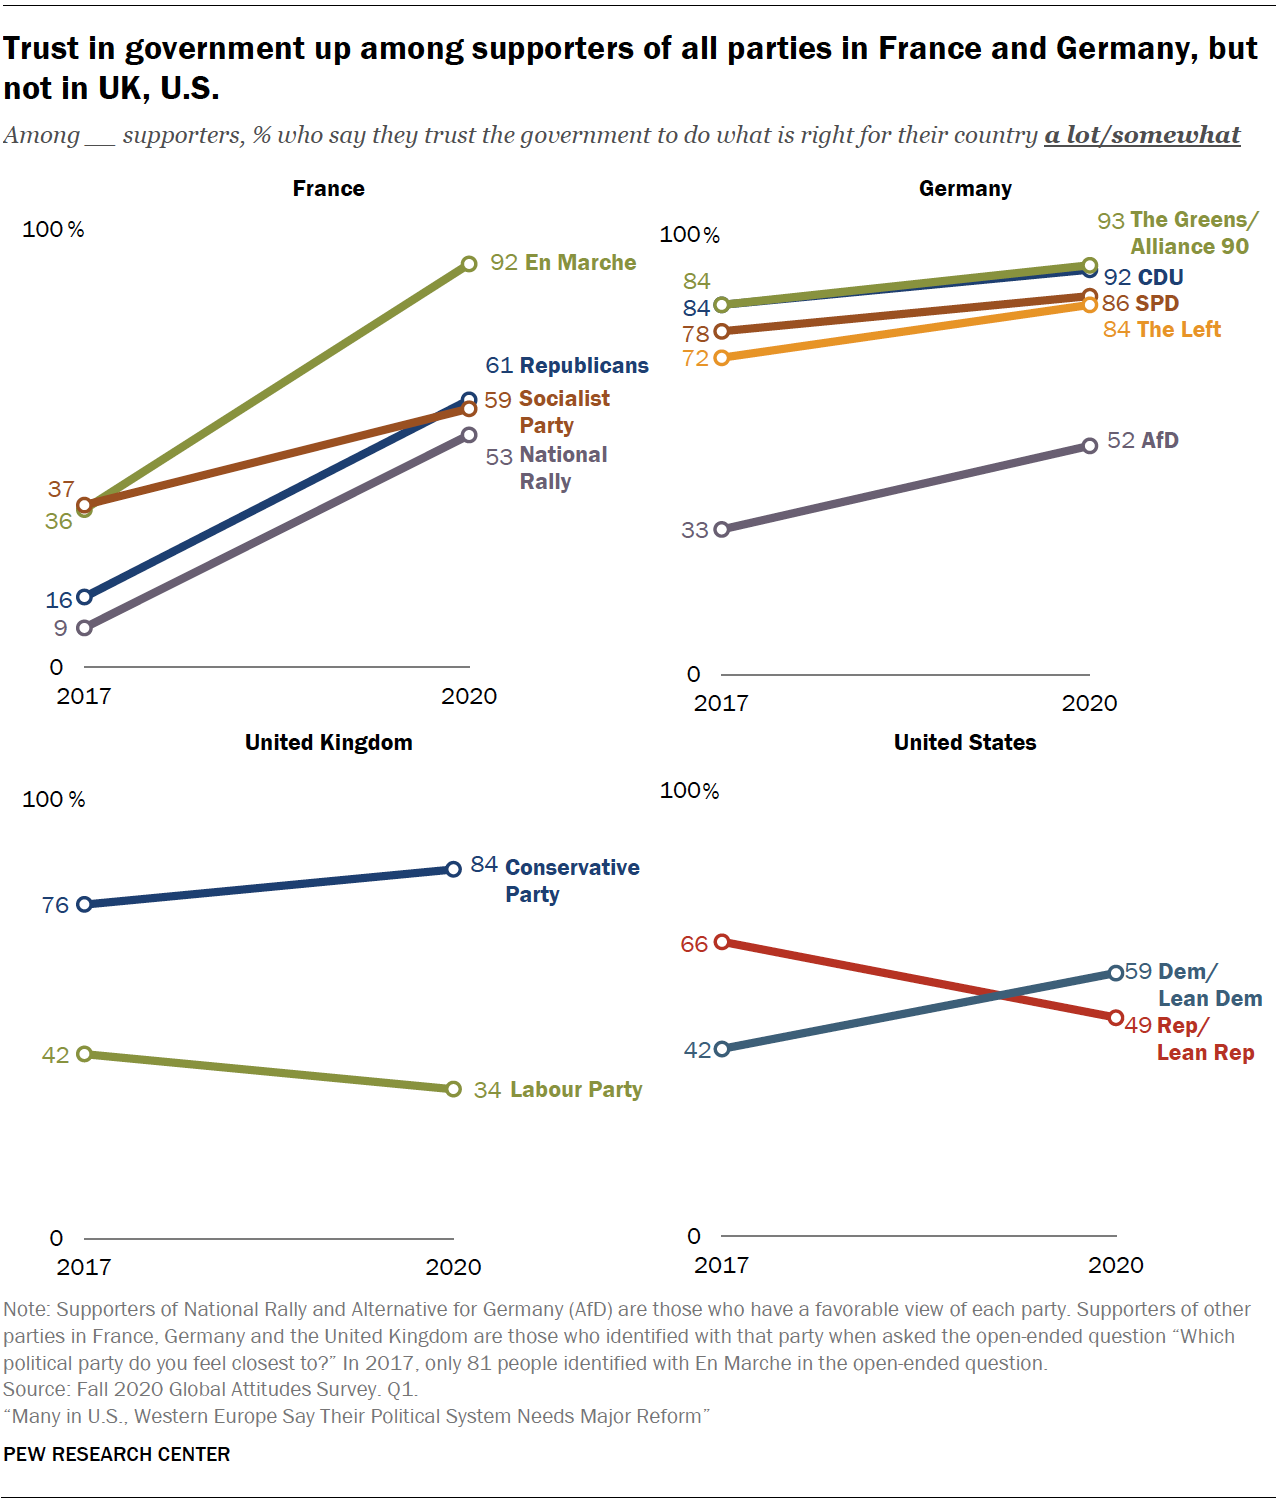 Trust in government up among supporters of all parties in France and Germany, but
not in UK, U.S.
Among __ supporters, % who say they trust the government to do what is right for their country a lot/somewhat
France
100 %
92 En Marche
61 Republicans
59 Socialist
Party
53 National
Rally
37
36
16
9
0
2017
2020
Germany
100%
93 The Greens/
Alliance 90
92 CDU
86 SPD
84 The Left
84
84
78
72
52 AfD
33
0
2017
2020
United Kingdom
100 %
84 Conservative
Party
76
42
34 Labour Party
0
2017
2020
United States
100%
66
59 Dem/
Lean Dem
49 Rep/
Lean Rep
42
0
2017
2020
Note: Supporters of National Rally and Alternative for Germany (AfD) are those who have a favorable view of each party. Supporters of other
parties in France, Germany and the United Kingdom are those who identified with that party when asked the open-ended question “Which
political party do you feel closest to?” In 2017, only 81 people identified with En Marche in the open-ended question.
Source: Fall 2020 Global Attitudes Survey. Q1.
“Many in U.S., Western Europe Say Their Political System Needs Major Reform”
PEW RESEARCH CENTER